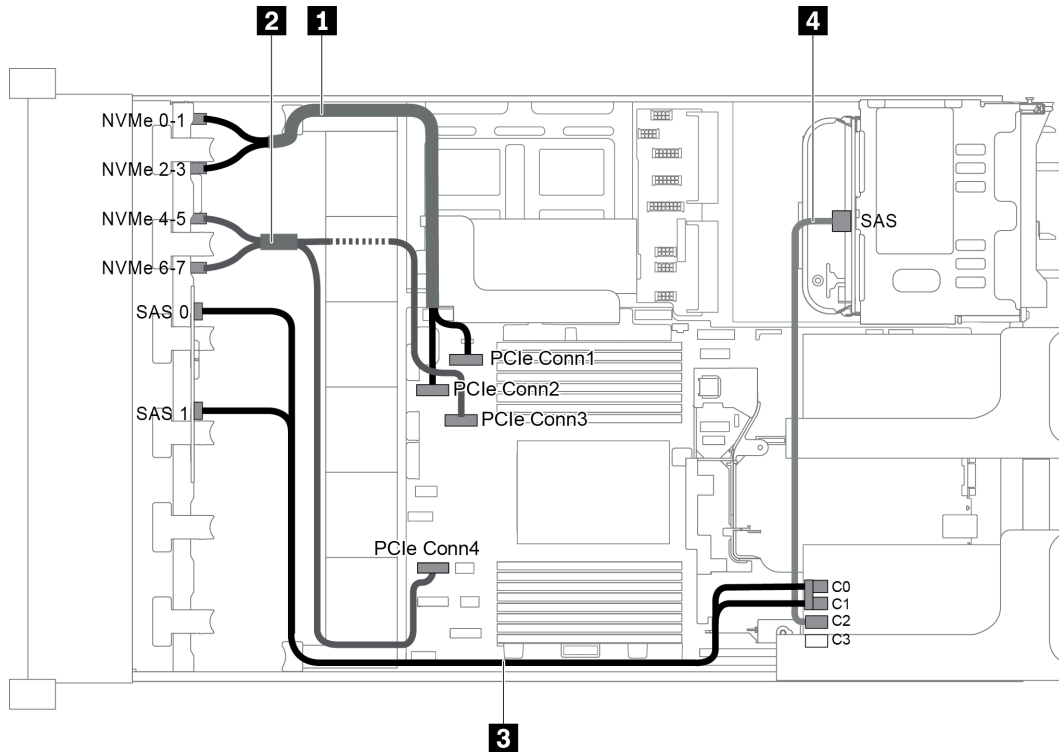 2
1
4
NVMe 0-1
NVMe 2-3
NVMe 4-5
SAS
NVMe 6-7
SAS 0
PCIe Conn1
PCIe Conn2
SAS 1
PCIe Conn3
PCIe Conn4
C0
C1
C2
C3
3